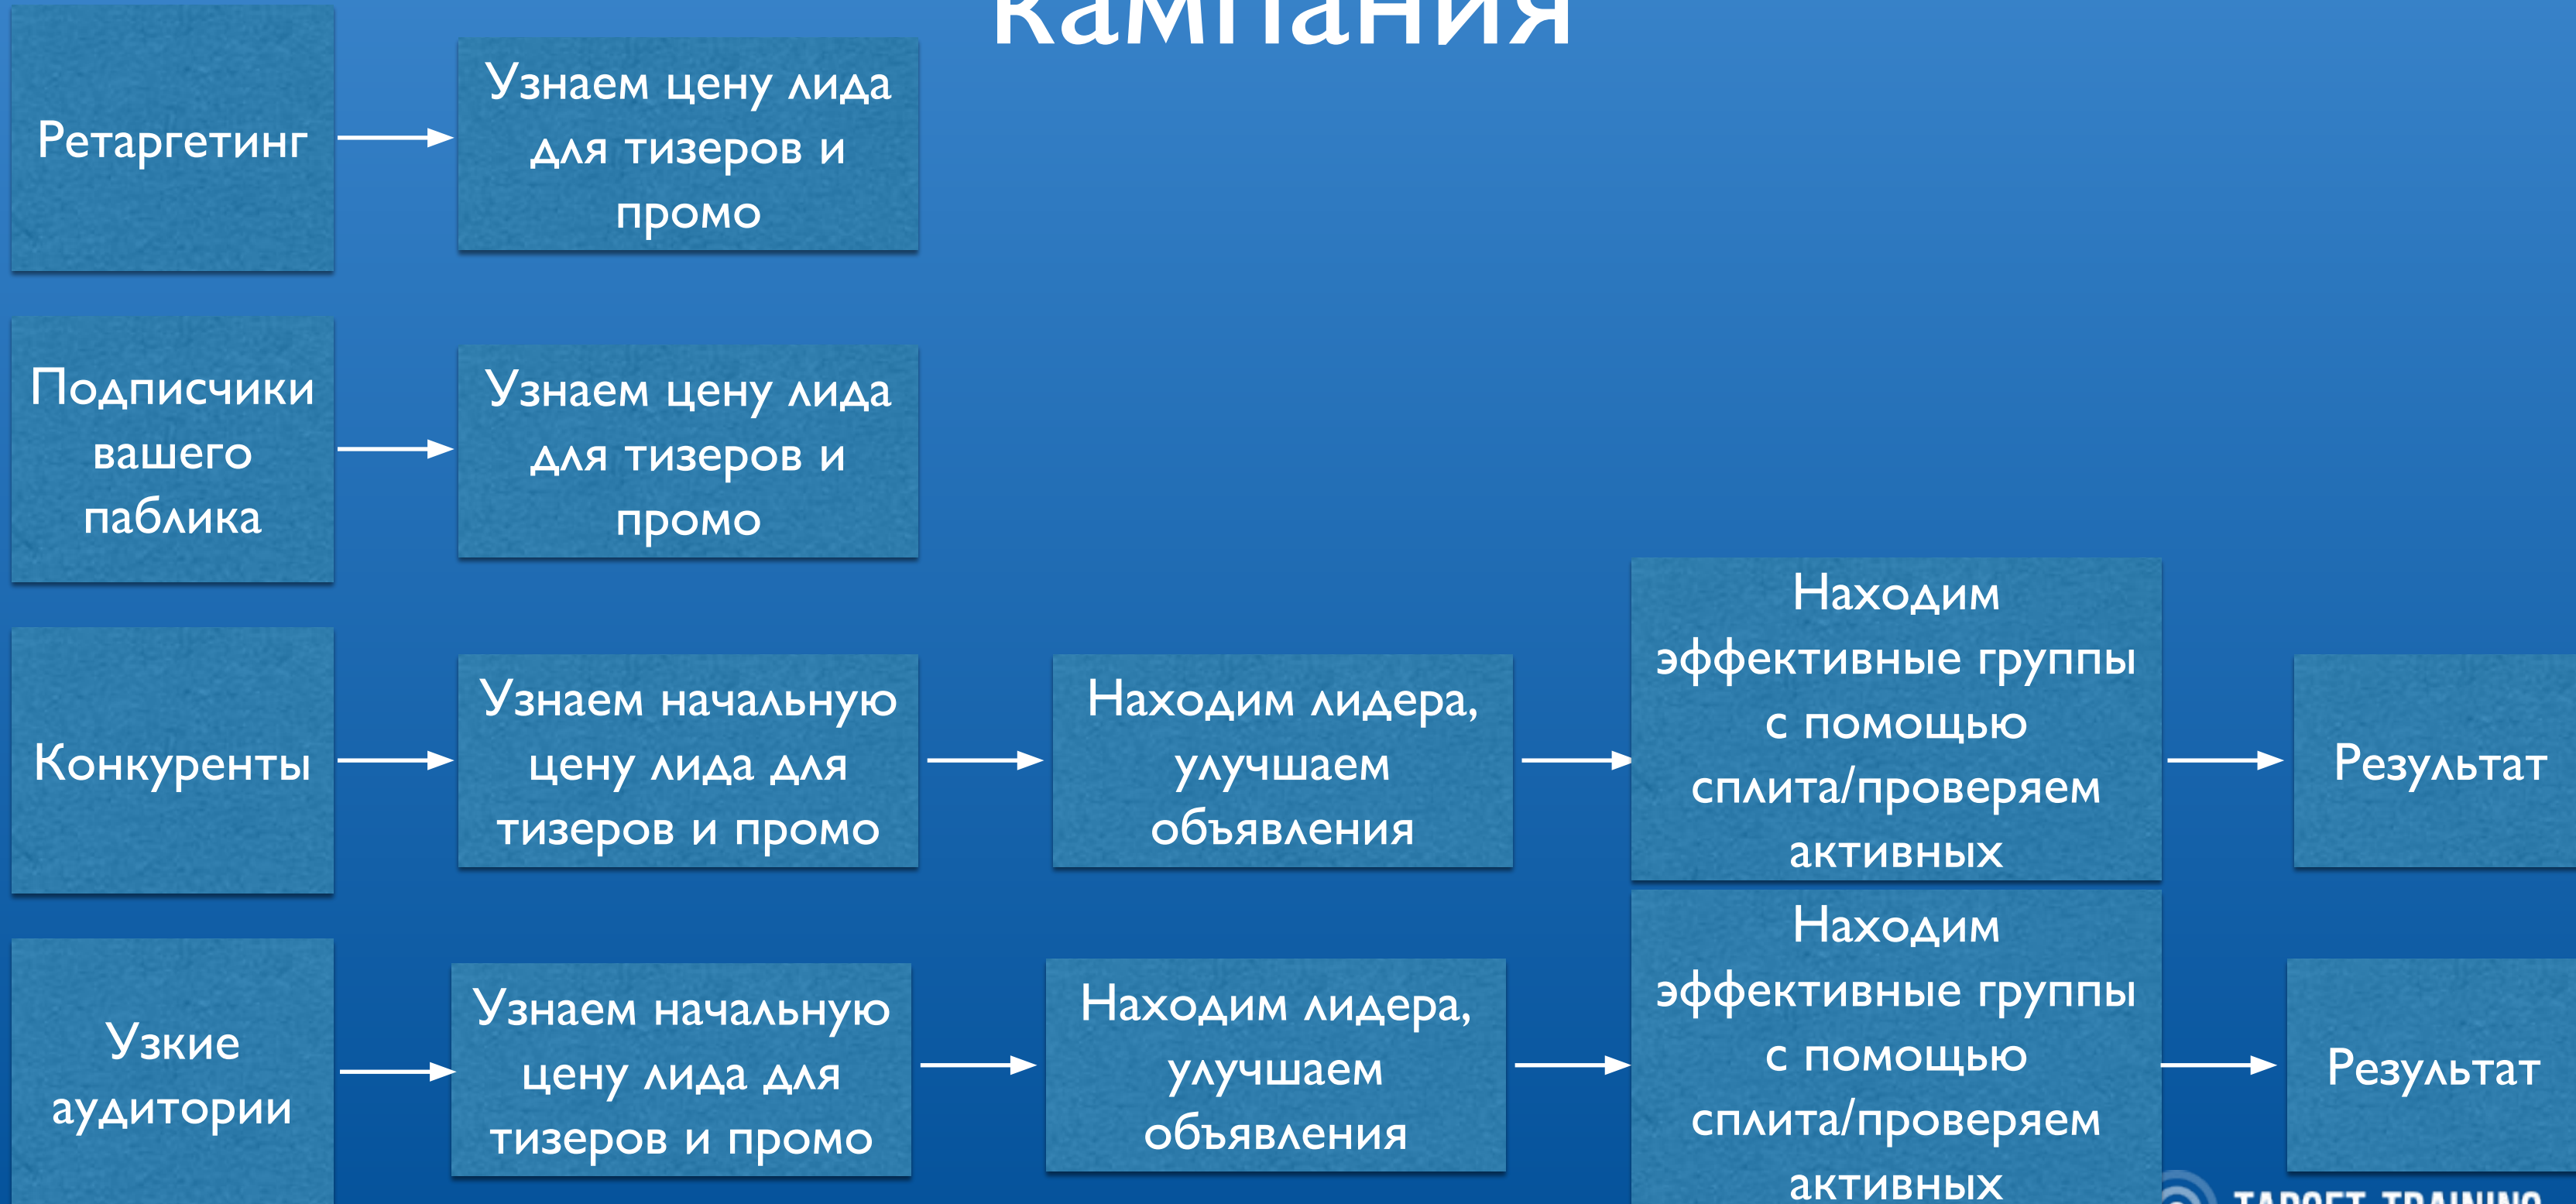 кампания
Ретаргетинг
Узнаем цену лида
для тизеров и
промо
Подписчики
вашего
паблика
Узнаем цену лида
для тизеров и
промо
Конкуренты
Узнаем начальную
цену лида для
тизеров и промо
Находим лидера,
улучшаем
объявления
Находим
эффективные группы
с помощью
сплита/проверяем
активных
Результат
Узкие
аудитории
Узнаем начальную
цену лида для
тизеров и промо
Находим лидера,
улучшаем
объявления
Находим
эффективные группы
с помощью
сплита/проверяем
активных
Результат
TARGET TRAINING